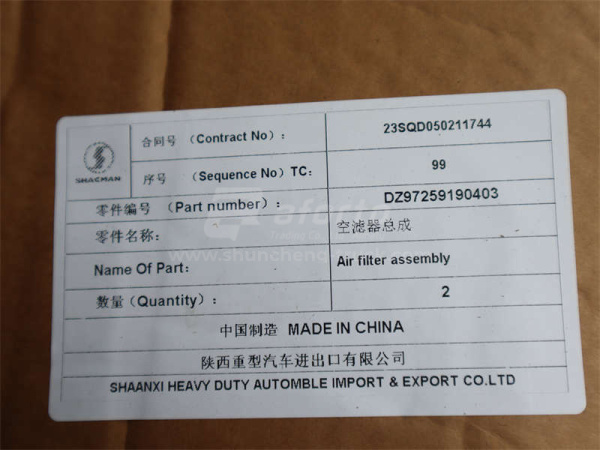 SHACMAN
合同号 （Contract No）：
23SQD050211744
序号 （Sequence No）TC:
99
零件编号（Part number）：
DZ97259190403
零件名称：
空滤器总成
Name Of Part:
Air filter assembly
数量（Quantity）：
2
中国制造 MADE IN CHINA
陕西重型汽车进出口有限公司
SHAANXI HEAVY DUTY AUTOMBLE IMPORT & EXPORT CO.LTD